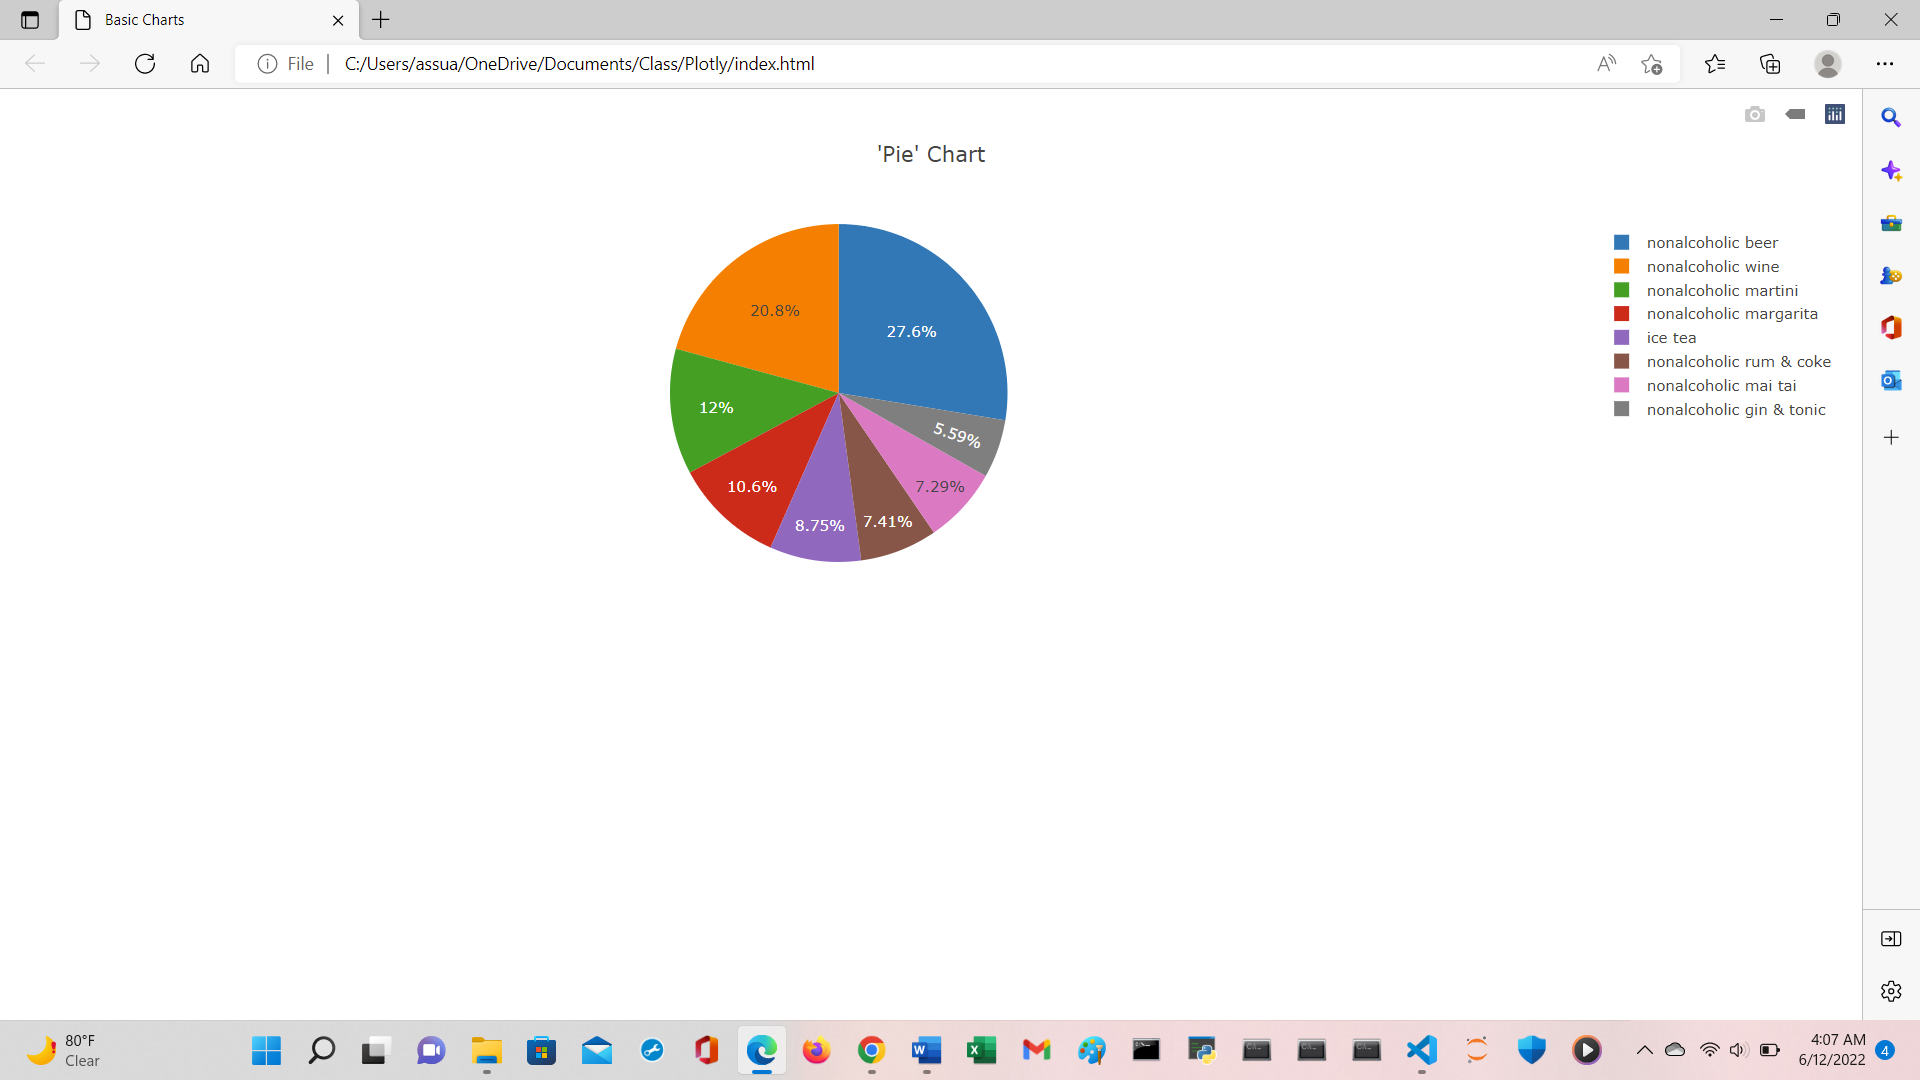 Basic Charts
File
C:/Users/assua/OneDrive/Documents/Class/Plotly/index.html
'Pie' Chart
nonalcoholic beer
nonalcoholic wine
nonalcoholic martini
nonalcoholic margarita
ice tea
nonalcoholic rum & coke
nonalcoholic mai tai
nonalcoholic gin & tonic
20.8%
27.6%
12%
5.59%
10.6%
7.29%
8.75%
7.41%
80°F
Clear
4:07 AM
6/12/2022
4